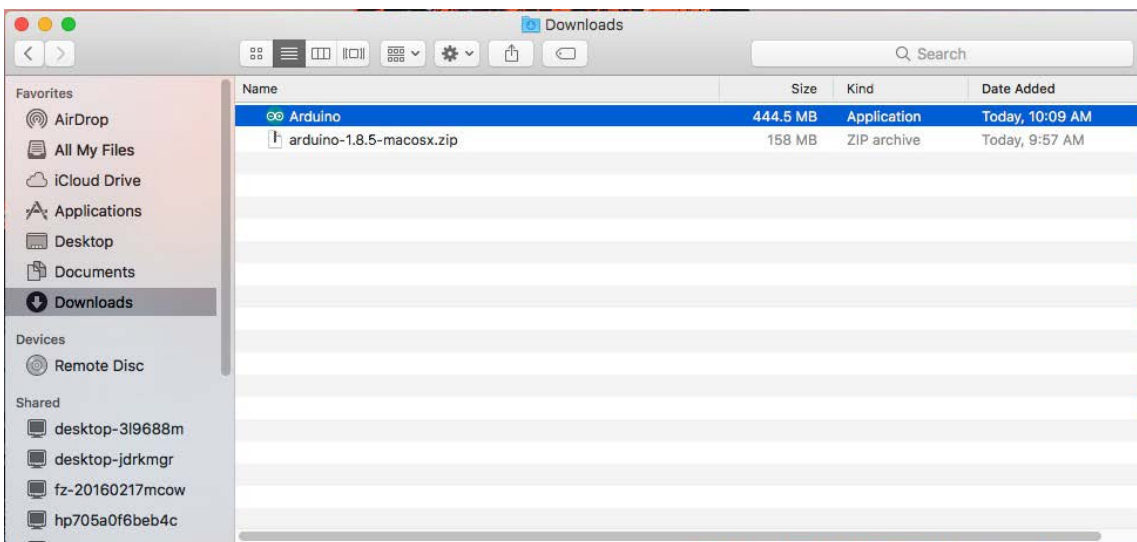 Downloads
Search
Favorites
AirDrop
All My Files
iCloud Drive
Applications
Desktop
Documents
Downloads
Devices
Remote Disc
Shared
desktop-3l9688m
desktop-jdrkmgr
fz-20160217mcow
hp705a0f6beb4c
Name Size Kind Date Added
Arduino 444.5 MB Application Today, 10:09 AM
arduino-1.8.5-macosx.zip 158 MB ZIP archive Today, 9:57 AM